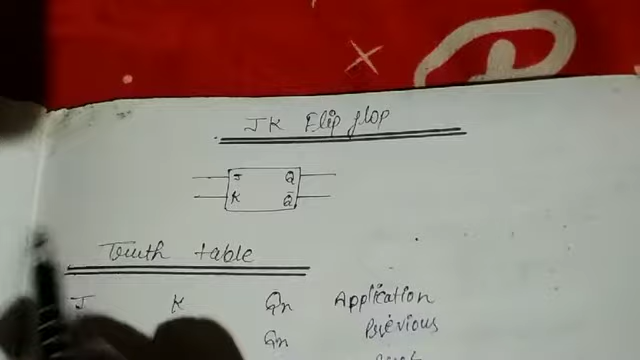 JK Flip flop
J Q
K Q̅
Truth table
J K Qn Application
Qn Previous